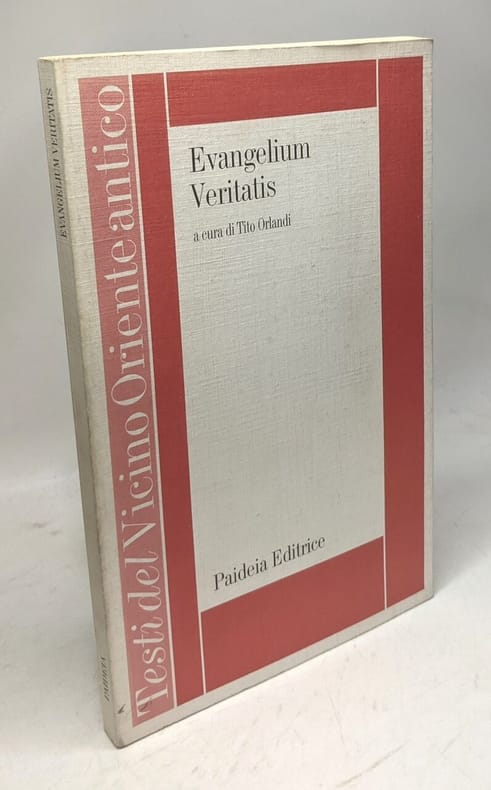 EVANGELIUM VERITATIS
PAIDEIA
Testi del Vicino Oriente antico
Evangelium
Veritatis
a cura di Tito Orlandi
Paideia Editrice